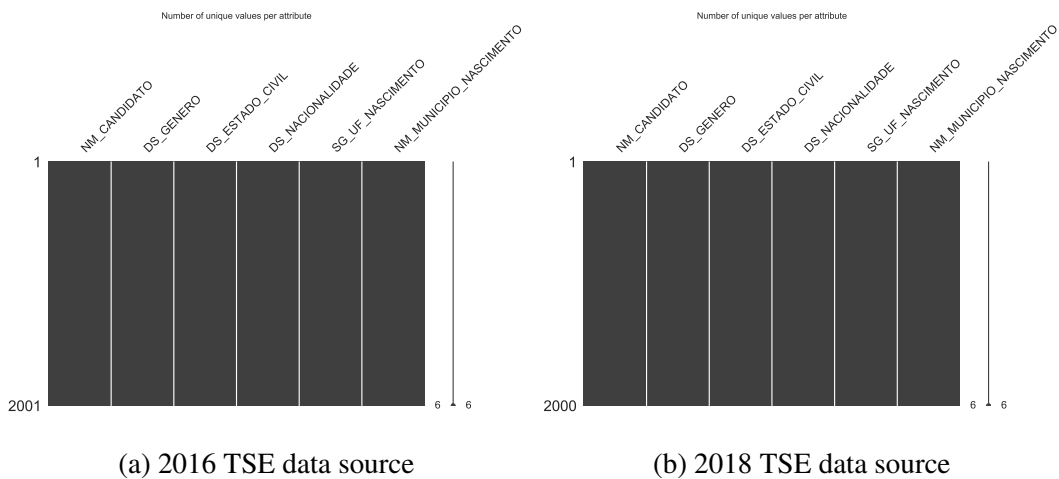 Number of unique values per attribute
NM_CANDIDATO
DS_GENERO
DS_ESTADO_CIVIL
DS_NACIONALIDADE
SG_UF_NASCIMENTO
NM_MUNICIPIO_NASCIMENTO
1
2001
6 6
(a) 2016 TSE data source
Number of unique values per attribute
NM_CANDIDATO
DS_GENERO
DS_ESTADO_CIVIL
DS_NACIONALIDADE
SG_UF_NASCIMENTO
NM_MUNICIPIO_NASCIMENTO
1
2000
6 6
(b) 2018 TSE data source